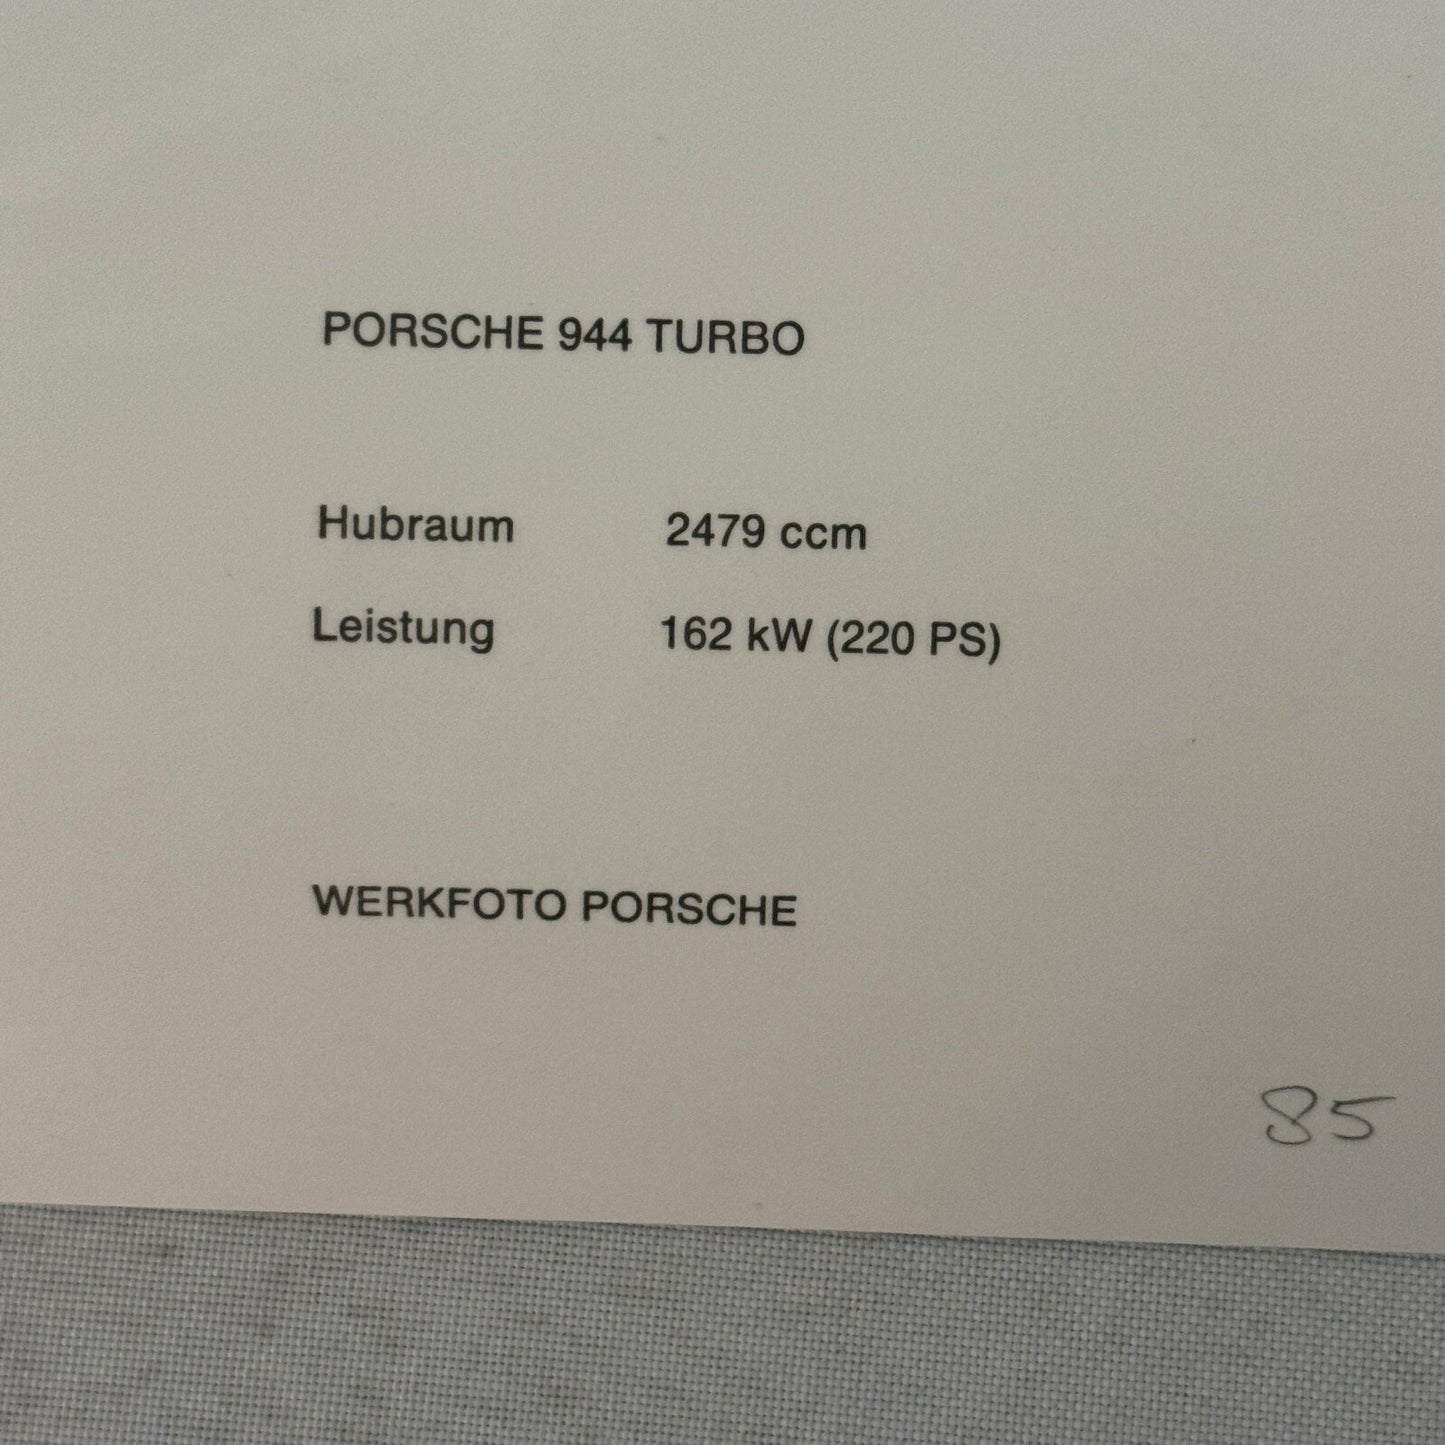 PORSCHE 944 TURBO
Hubraum 2479 ccm
Leistung 162 kW (220 PS)
WERKFOTO PORSCHE
85